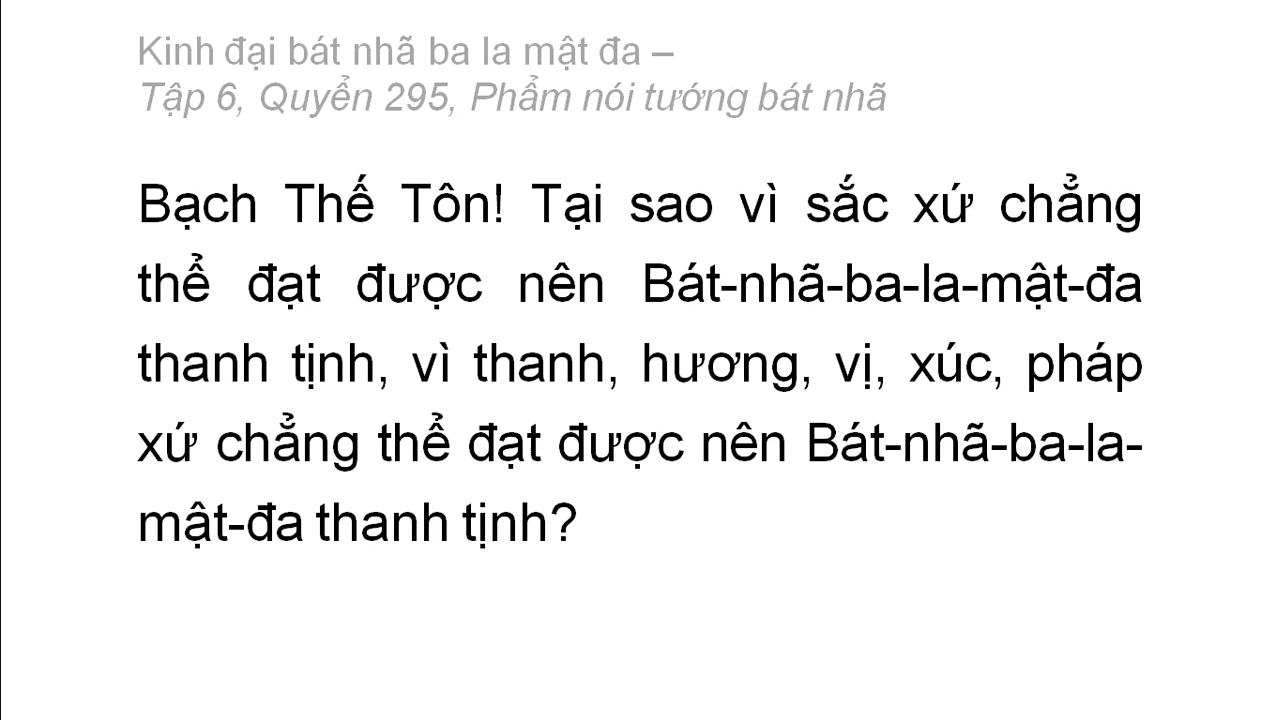 Kinh đại bát nhã ba la mật đa –
Tập 6, Quyển 295, Phẩm nói tướng bát nhã
Bạch Thế Tôn! Tại sao vì sắc xứ chẳng
thể đạt được nên Bát-nhã-ba-la-mật-đa
thanh tịnh, vì thanh, hương, vị, xúc, pháp
xứ chẳng thể đạt được nên Bát-nhã-ba-la-
mật-đa thanh tịnh?